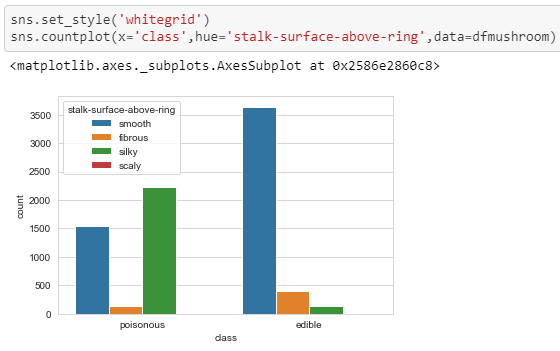 sns.set_style('whitegrid')
sns.countplot(x='class',hue='stalk-surface-above-ring',data=dfmushroom)
<matplotlib.axes._subplots.AxesSubplot at 0x2586e2860c8>
stalk-surface-above-ring
smooth
fibrous
silky
scaly
3500
3000
2500
2000
1500
1000
500
0
count
poisonous
edible
class